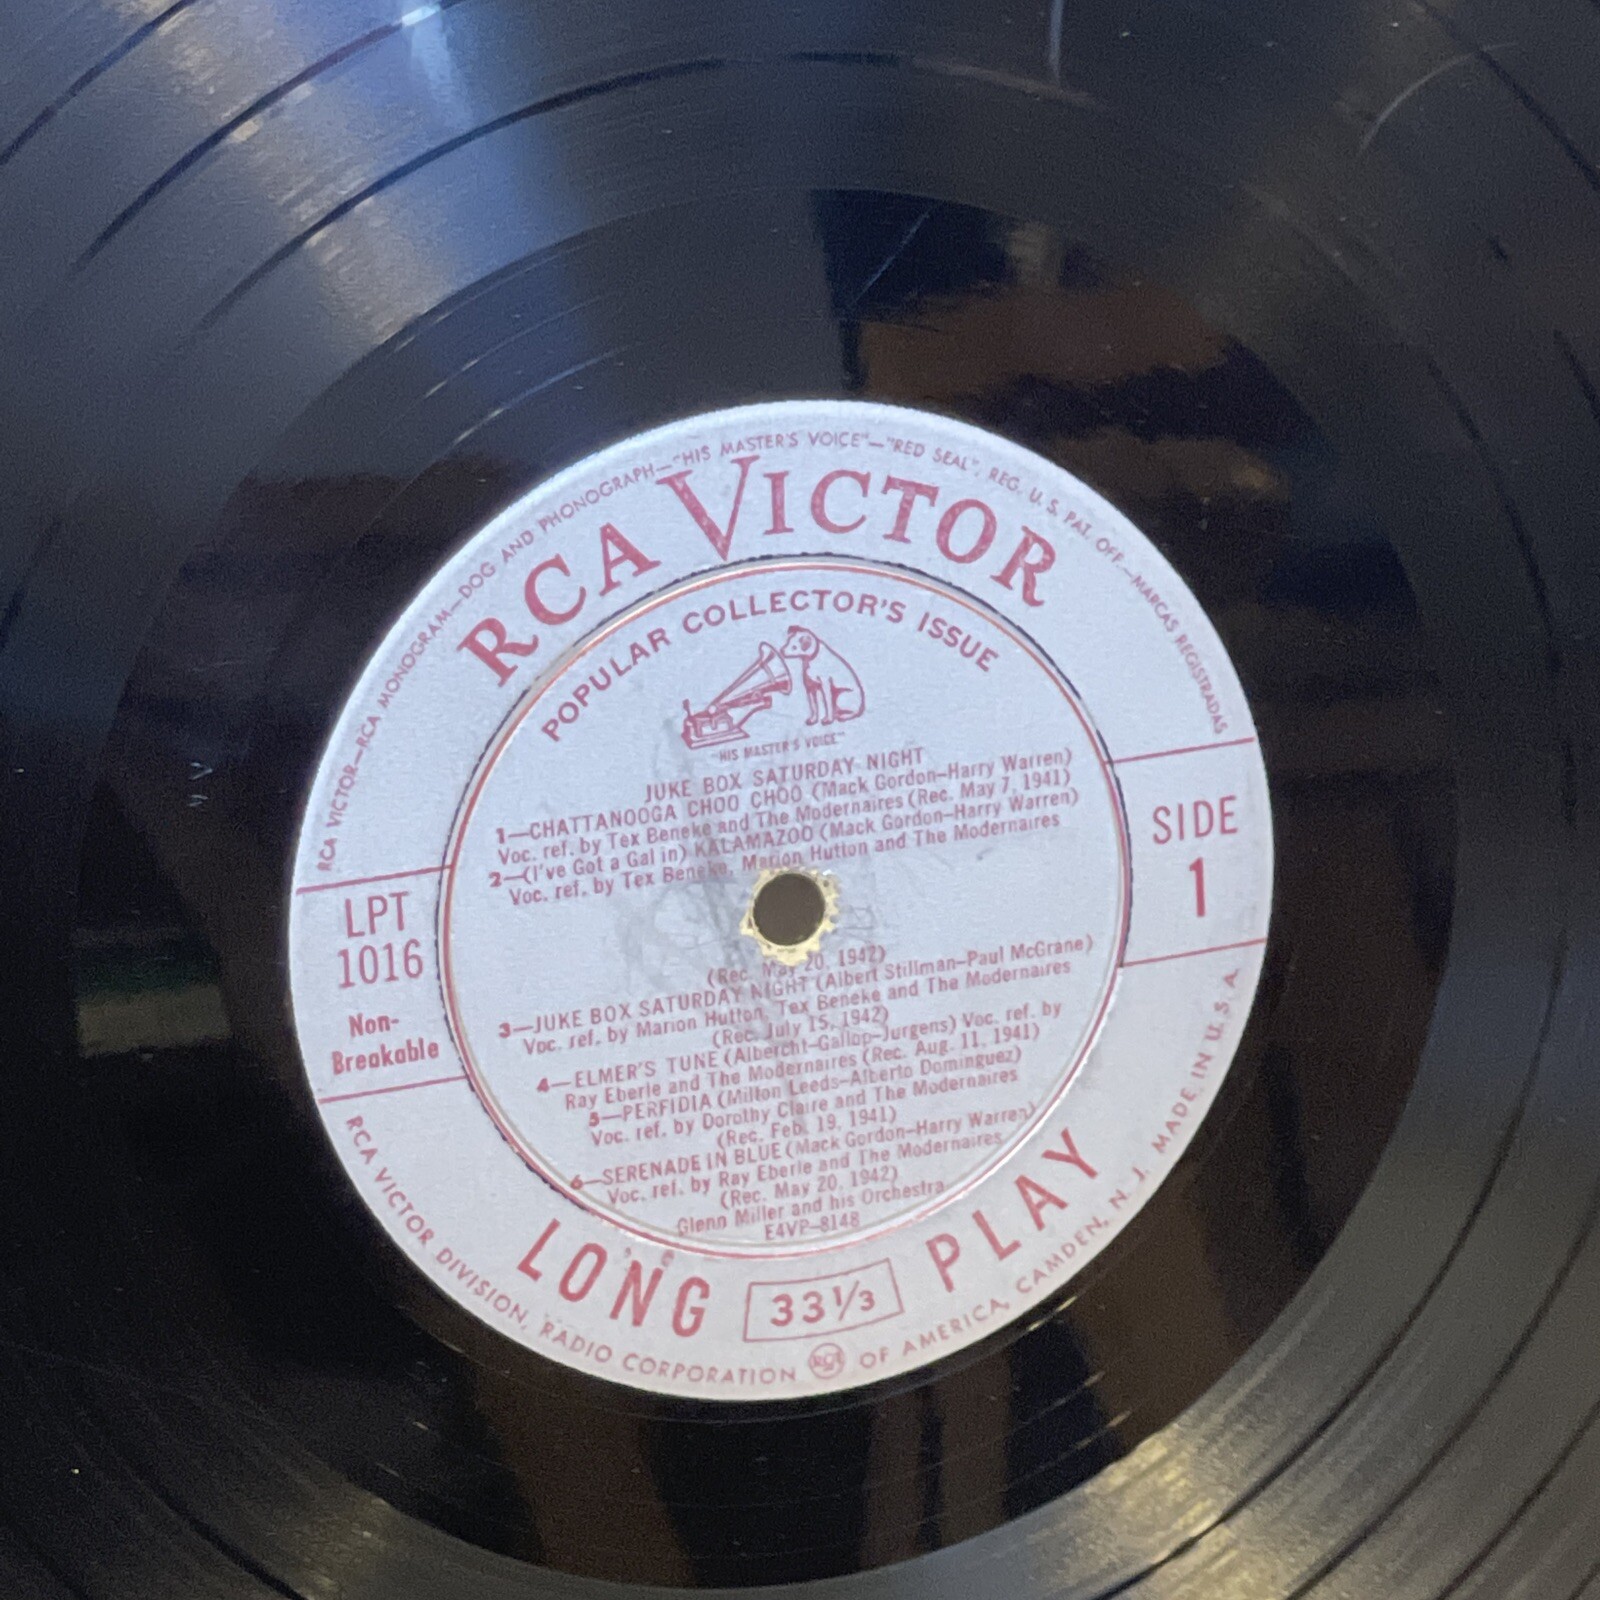 RCA VICTOR—RCA MONOGRAM—DOG AND PHONOGRAPH—"HIS MASTER'S VOICE"—"RED SEAL", REG. U. S. PAT. OFF.—MARCAS REGISTRADAS
RCA VICTOR
POPULAR COLLECTOR'S ISSUE
"HIS MASTER'S VOICE"
JUKE BOX SATURDAY NIGHT
1—CHATTANOOGA CHOO CHOO (Mack Gordon–Harry Warren)
Voc. ref. by Tex Beneke and The Modernaires (Rec. May 7, 1941)
2—(I've Got a Gal in) KALAMAZOO (Mack Gordon–Harry Warren)
Voc. ref. by Tex Beneke, Marion Hutton and The Modernaires
SIDE
1
LPT
1016
Non-
Breakable
(Rec. May 20, 1942)
3—JUKE BOX SATURDAY NIGHT (Albert Stillman–Paul McGrane)
Voc. ref. by Marion Hutton, Tex Beneke and The Modernaires
(Rec. July 15, 1942)
4—ELMER'S TUNE (Albercht–Gallop–Jurgens) Voc. ref. by
Ray Eberle and The Modernaires (Rec. Aug. 11, 1941)
5—PERFIDIA (Milton Leeds–Alberto Dominguez)
Voc. ref. by Dorothy Claire and The Modernaires
(Rec. Feb. 19, 1941)
6—SERENADE IN BLUE (Mack Gordon–Harry Warren)
Voc. ref. by Ray Eberle and The Modernaires
(Rec. May 20, 1942)
Glenn Miller and his Orchestra
E4VP–8148
LONG 33 1/3 PLAY
RCA VICTOR DIVISION, RADIO CORPORATION RCA OF AMERICA, CAMDEN, N. J. MADE IN U. S. A.